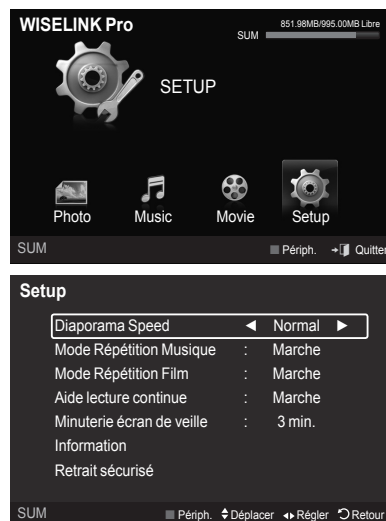 WISELINK Pro
851.98MB/995.00MB Libre
SUM
SETUP
Photo Music Movie Setup
SUM Périph. Quitter
Setup
Diaporama Speed ◄ Normal ►
Mode Répétition Musique : Marche
Mode Répétition Film : Marche
Aide lecture continue : Marche
Minuterie écran de veille : 3 min.
Information
Retrait sécurisé
SUM Périph. Déplacer Régler Retour